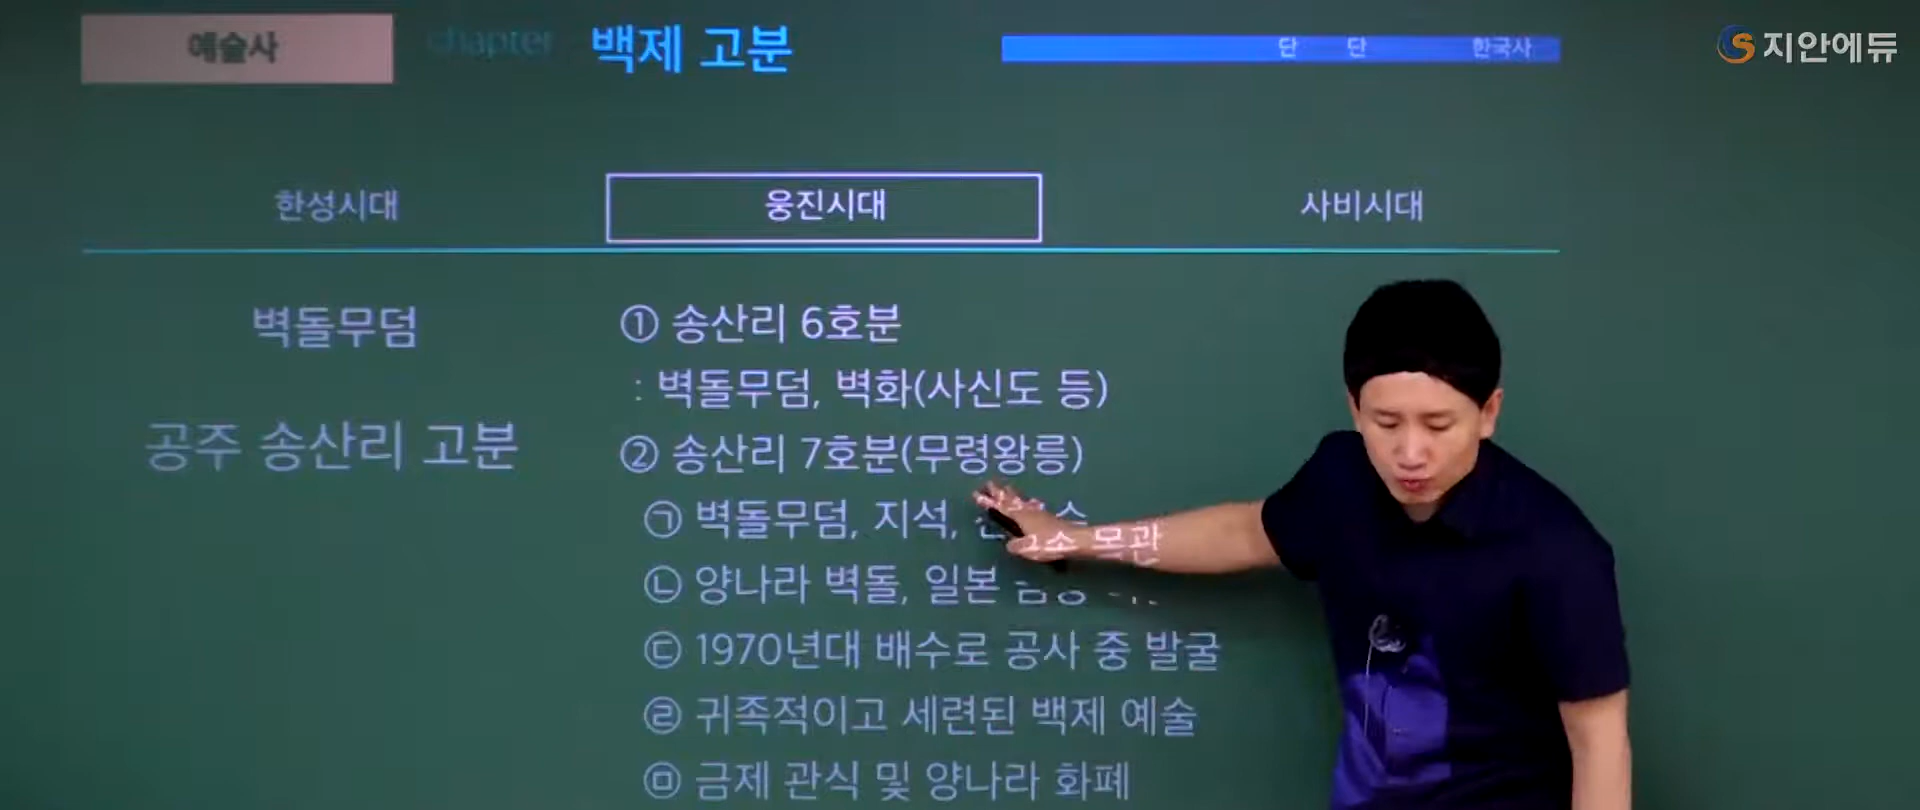 예술사
chapter
백제 고분
단 단 한국사
지안에듀
한성시대
웅진시대
사비시대
벽돌무덤
공주 송산리 고분
① 송산리 6호분
: 벽돌무덤, 벽화(사신도 등)
② 송산리 7호분(무령왕릉)
㉠ 벽돌무덤, 지석,
㉡ 양나라 벽돌, 일본 금송 목관
㉢ 1970년대 배수로 공사 중 발굴
㉣ 귀족적이고 세련된 백제 예술
㉤ 금제 관식 및 양나라 화폐